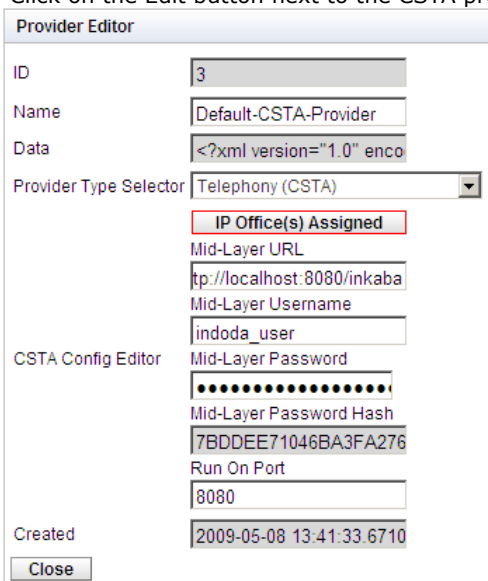 Click on the Edit button next to the CSTA pr
Provider Editor
ID 3
Name Default-CSTA-Provider
Data <?xml version="1.0" enco
Provider Type Selector Telephony (CSTA)
IP Office(s) Assigned
Mid-Layer URL
tp://localhost:8080/inkaba
Mid-Layer Username
indoda_user
CSTA Config Editor Mid-Layer Password
●●●●●●●●●●●●●●●●●●
Mid-Layer Password Hash
7BDDEE71046BA3FA276
Run On Port
8080
Created 2009-05-08 13:41:33.6710
Close